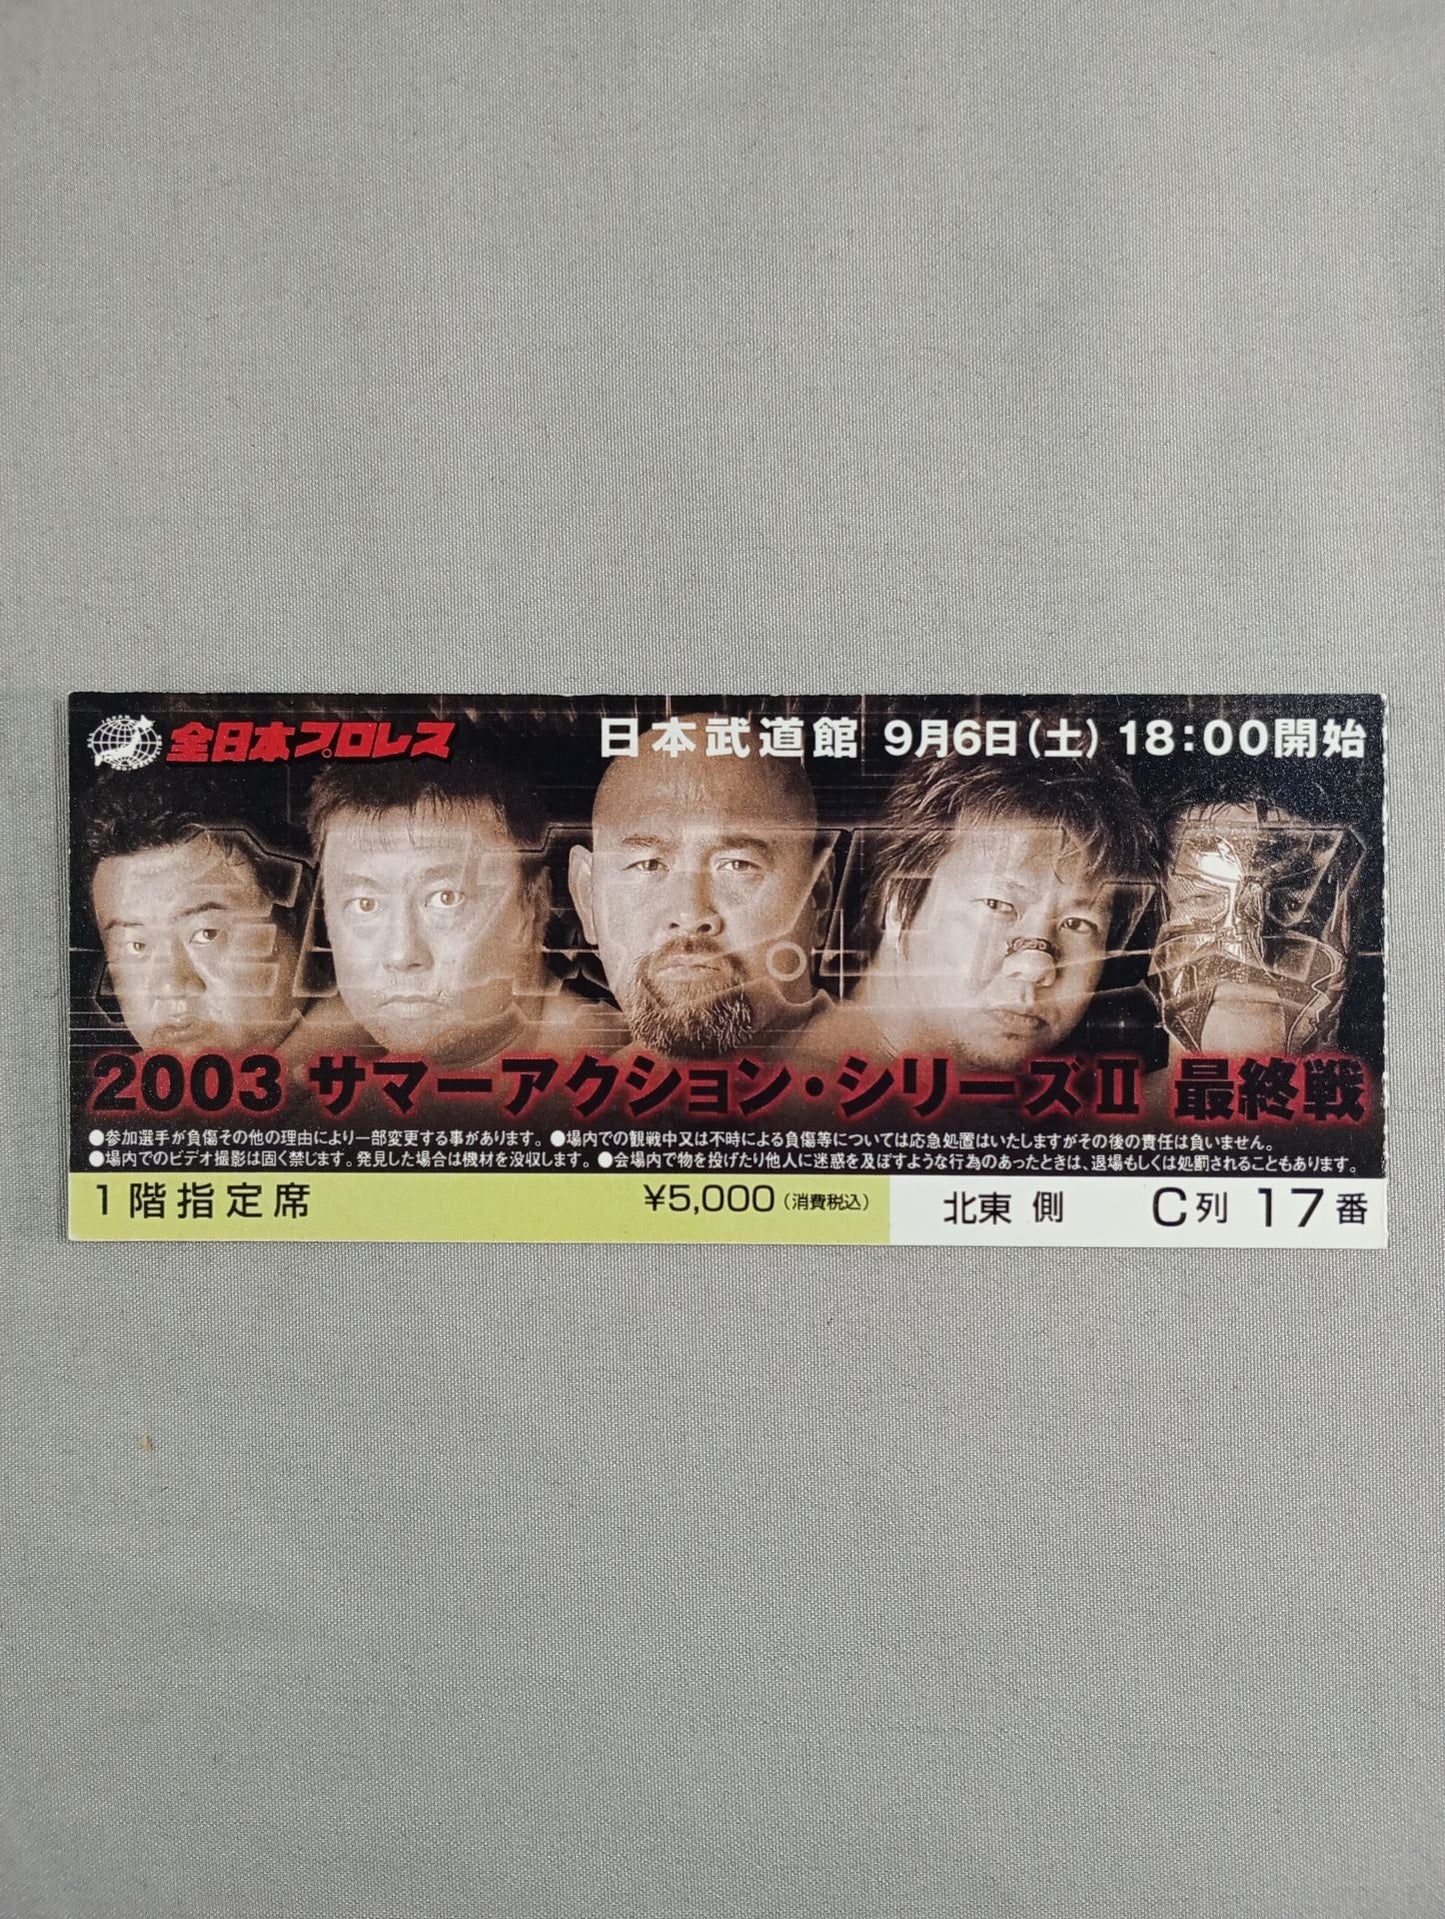 全日本プロレス
日本武道館 9月6日(土) 18:00開始
2003 サマーアクション・シリーズⅡ 最終戦
●参加選手が負傷その他の理由により一部変更する事があります。●場内での観戦中又は不時による負傷等については応急処置はいたしますがその後の責任は負いません。
●場内でのビデオ撮影は固く禁じます。発見した場合は機材を没収します。●会場内で物を投げたり他人に迷惑を及ぼすような行為のあったときは、退場もしくは処罰されることもあります。
1階指定席 ¥5,000(消費税込) 北東 側 C列 17番